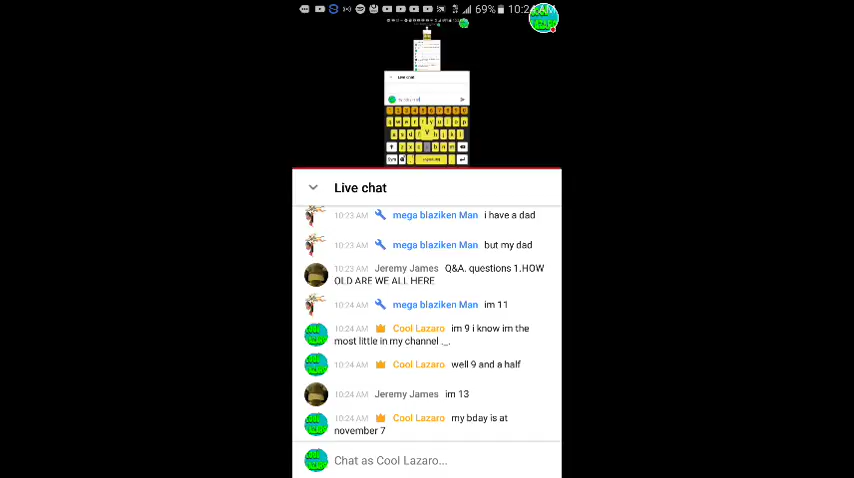 69% 10:24 AM
Live chat
Live chat
10:23 AM mega blaziken Man i have a dad
10:23 AM mega blaziken Man but my dad
10:23 AM Jeremy James Q&A. questions 1.HOW
OLD ARE WE ALL HERE
10:24 AM mega blaziken Man im 11
10:24 AM Cool Lazaro im 9 i know im the
most little in my channel ._.
10:24 AM Cool Lazaro well 9 and a half
10:24 AM Jeremy James im 13
10:24 AM Cool Lazaro my bday is at
november 7
Chat as Cool Lazaro...